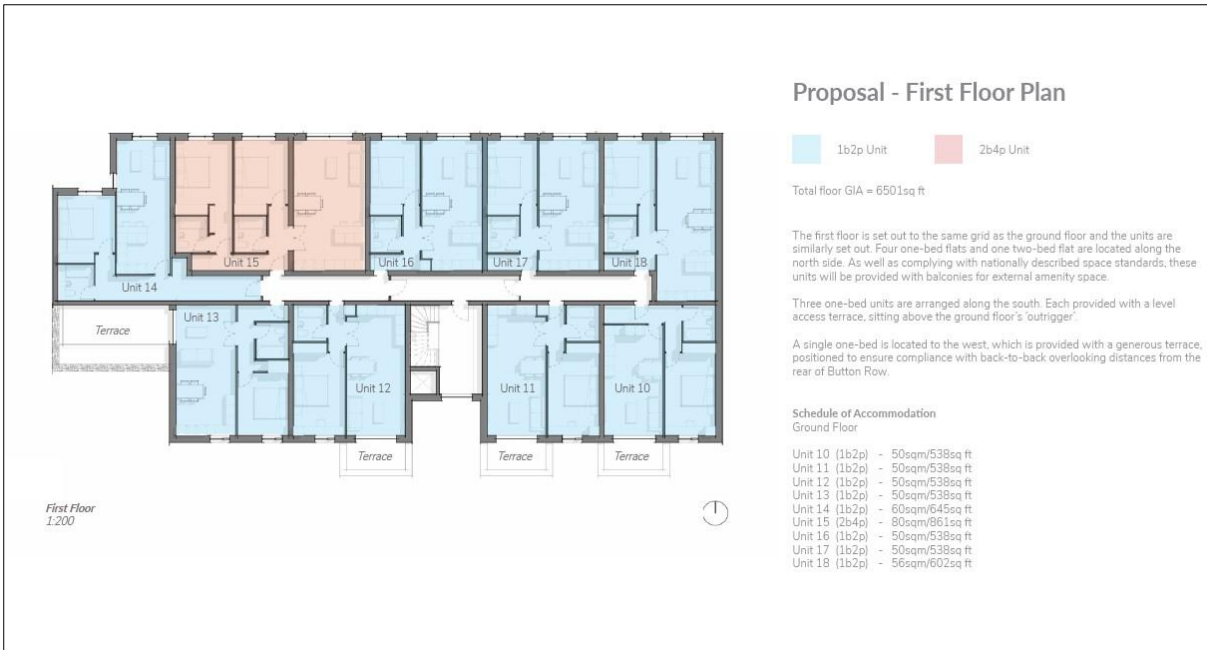 Proposal - First Floor Plan
1b2p Unit
2b4p Unit
Total floor GIA = 6501sq ft
The first floor is set out to the same grid as the ground floor and the units are
similarly set out. Four one-bed flats and one two-bed flat are located along the
north side. As well as complying with nationally described space standards, these
units will be provided with balconies for external amenity space.
Three one-bed units are arranged along the south. Each provided with a level
access terrace, sitting above the ground floor's 'outrigger'.
A single one-bed is located to the west, which is provided with a generous terrace,
positioned to ensure compliance with back-to-back overlooking distances from the
rear of Button Row.
Schedule of Accommodation
Ground Floor
Unit 10 (1b2p) - 50sqm/538sq ft
Unit 11 (1b2p) - 50sqm/538sq ft
Unit 12 (1b2p) - 50sqm/538sq ft
Unit 13 (1b2p) - 50sqm/538sq ft
Unit 14 (1b2p) - 60sqm/645sq ft
Unit 15 (2b4p) - 80sqm/861sq ft
Unit 16 (1b2p) - 50sqm/538sq ft
Unit 17 (1b2p) - 50sqm/538sq ft
Unit 18 (1b2p) - 56sqm/602sq ft
Unit 15
Unit 16
Unit 17
Unit 18
Unit 14
Unit 13
Terrace
Unit 12
Unit 11
Unit 10
Terrace
Terrace
Terrace
First Floor
1:200